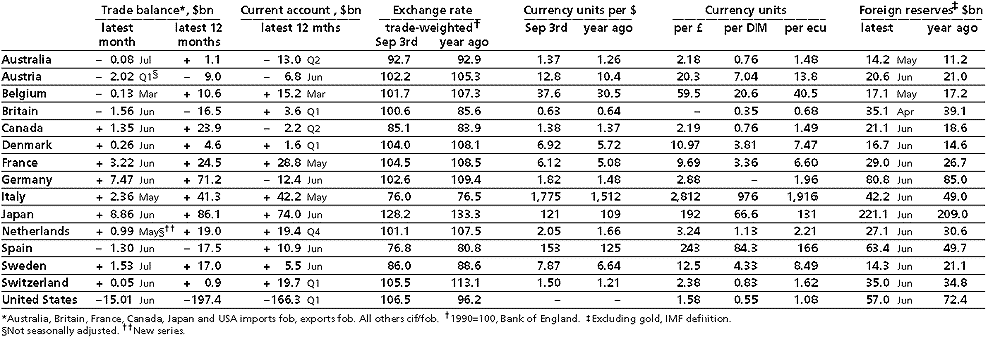 Trade balance*, $bn Current account, $bn Exchange rate Currency units per $ Currency units Foreign reserves‡ $bn
latest latest 12 latest 12 mths trade-weighted† Sep 3rd year ago per £ per DM per ecu latest year ago
month months Sep 3rd year ago
Australia − 0.08 Jul + 1.1 − 13.0 Q2 92.7 92.9 1.37 1.26 2.18 0.76 1.48 14.2 May 11.2
Austria − 2.02 Q1§ − 9.0 − 6.8 Jun 102.2 105.3 12.8 10.4 20.3 7.04 13.8 20.6 Jun 21.0
Belgium − 0.13 Mar + 10.6 + 15.2 Mar 101.7 107.3 37.6 30.5 59.5 20.6 40.5 17.1 May 17.2
Britain − 1.56 Jun − 16.5 + 3.6 Q1 100.6 85.6 0.63 0.64 – 0.35 0.68 35.1 Apr 39.1
Canada + 1.35 Jun + 23.9 − 2.2 Q2 85.1 83.9 1.38 1.37 2.19 0.76 1.49 21.1 Jun 18.6
Denmark + 0.26 Jun + 4.6 + 1.6 Q1 104.0 108.1 6.92 5.72 10.97 3.81 7.47 16.7 Jun 14.6
France + 3.22 Jun + 24.5 + 28.8 May 104.5 108.5 6.12 5.08 9.69 3.36 6.60 29.0 Jun 26.7
Germany + 7.47 Jun + 71.2 − 12.4 Jun 102.6 109.4 1.82 1.48 2.88 – 1.96 80.8 Jun 85.0
Italy + 2.36 May + 41.3 + 42.2 May 76.0 76.5 1,775 1,512 2,812 976 1,916 42.2 Jun 49.0
Japan + 8.86 Jun + 86.1 + 74.0 Jun 128.2 133.3 121 109 192 66.6 131 221.1 Jun 209.0
Netherlands + 0.99 May§†† + 19.0 + 19.4 Q4 101.1 107.5 2.05 1.66 3.24 1.13 2.21 27.1 Jun 30.6
Spain − 1.30 Jun − 17.5 + 10.9 Jun 76.8 80.8 153 125 243 84.3 166 63.4 Jun 49.7
Sweden + 1.53 Jul + 17.0 + 5.5 Jun 86.0 88.6 7.87 6.64 12.5 4.33 8.49 14.3 Jun 21.1
Switzerland + 0.05 Jun + 0.9 + 19.7 Q1 105.5 113.1 1.50 1.21 2.38 0.83 1.62 35.0 Jun 34.8
United States −15.01 Jun −197.4 −166.3 Q1 106.5 96.2 – – 1.58 0.55 1.08 57.0 Jun 72.4
*Australia, Britain, France, Canada, Japan and USA imports fob, exports fob. All others cif/fob. †1990=100, Bank of England. ‡Excluding gold, IMF definition.
§Not seasonally adjusted. ††New series.